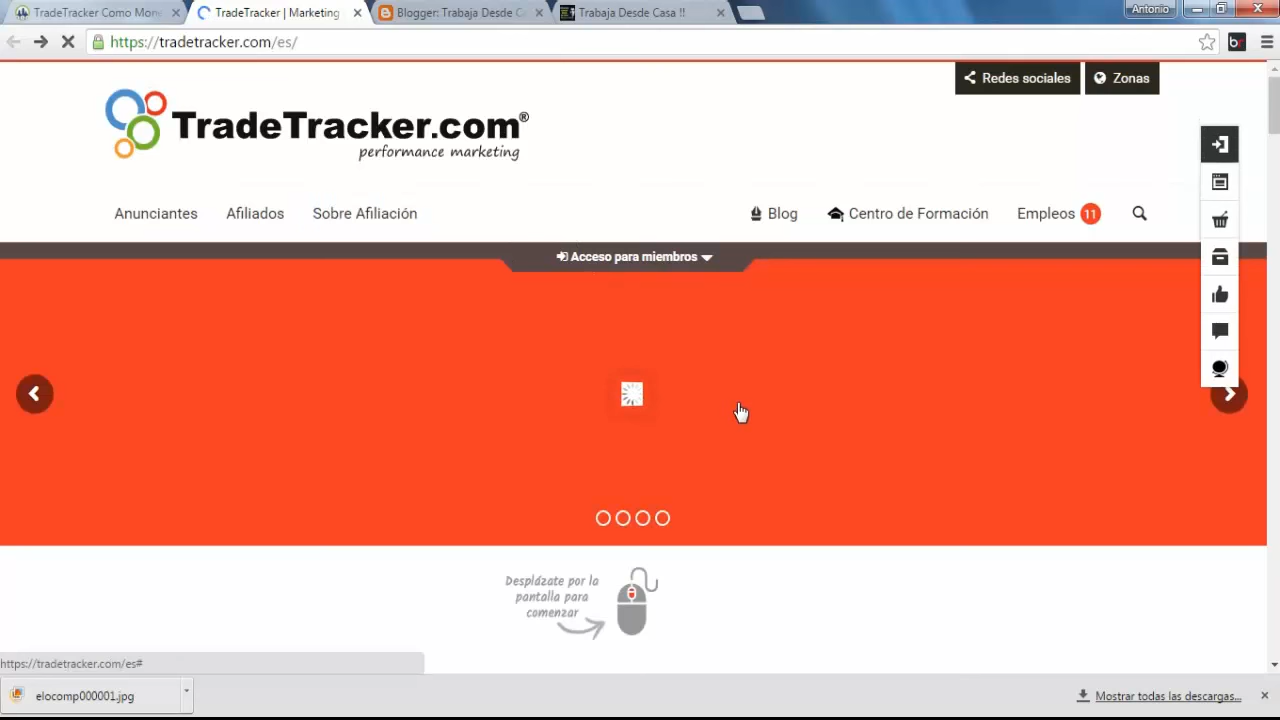 TradeTracker Como Mon
TradeTracker | Marketing
Blogger: Trabaja Desde C
Trabaja Desde Casa !!
Antonio
https://tradetracker.com/es/
br
Redes sociales
Zonas
TradeTracker.com®
performance marketing
Anunciantes
Afiliados
Sobre Afiliación
Blog
Centro de Formación
Empleos 11
Acceso para miembros
Desplázate por la
pantalla para
comenzar
https://tradetracker.com/es#
elocomp000001.jpg
Mostrar todas las descargas...